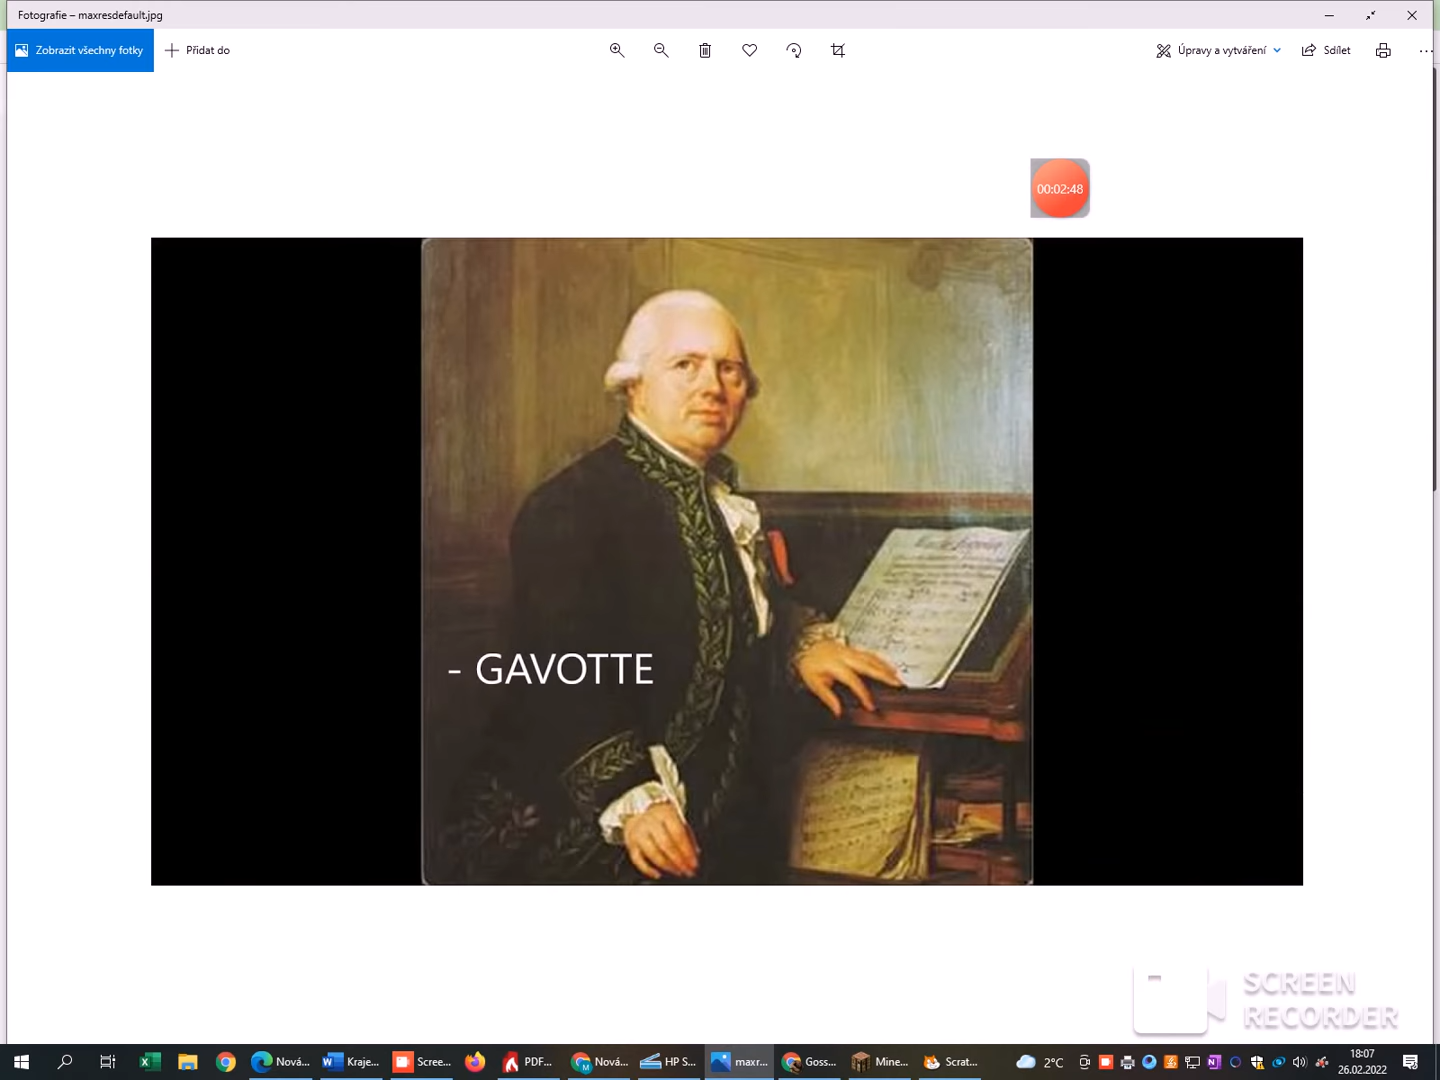 Fotografie – maxresdefault.jpg
Zobrazit všechny fotky
Přidat do
Úpravy a vytváření
Sdílet
00:02:48
- GAVOTTE
SCREEN
RECORDER
Nová...
Kraje...
Scree...
PDF...
Nová...
HP S...
maxr...
Goss...
Mine...
Scrat...
2°C
18:07
26.02.2022